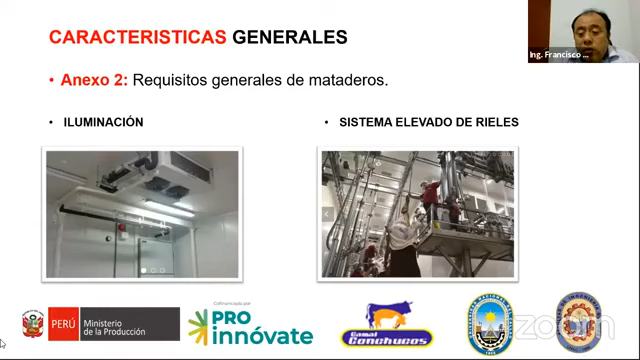 CARACTERISTICAS GENERALES
Ing. Francisco
• Anexo 2: Requisitos generales de mataderos.
• ILUMINACIÓN
• SISTEMA ELEVADO DE RIELES
PERÚ
Ministerio
de la Producción
Cofinanciado por
PRO
innóvate
Camal
Conchucos
zoom